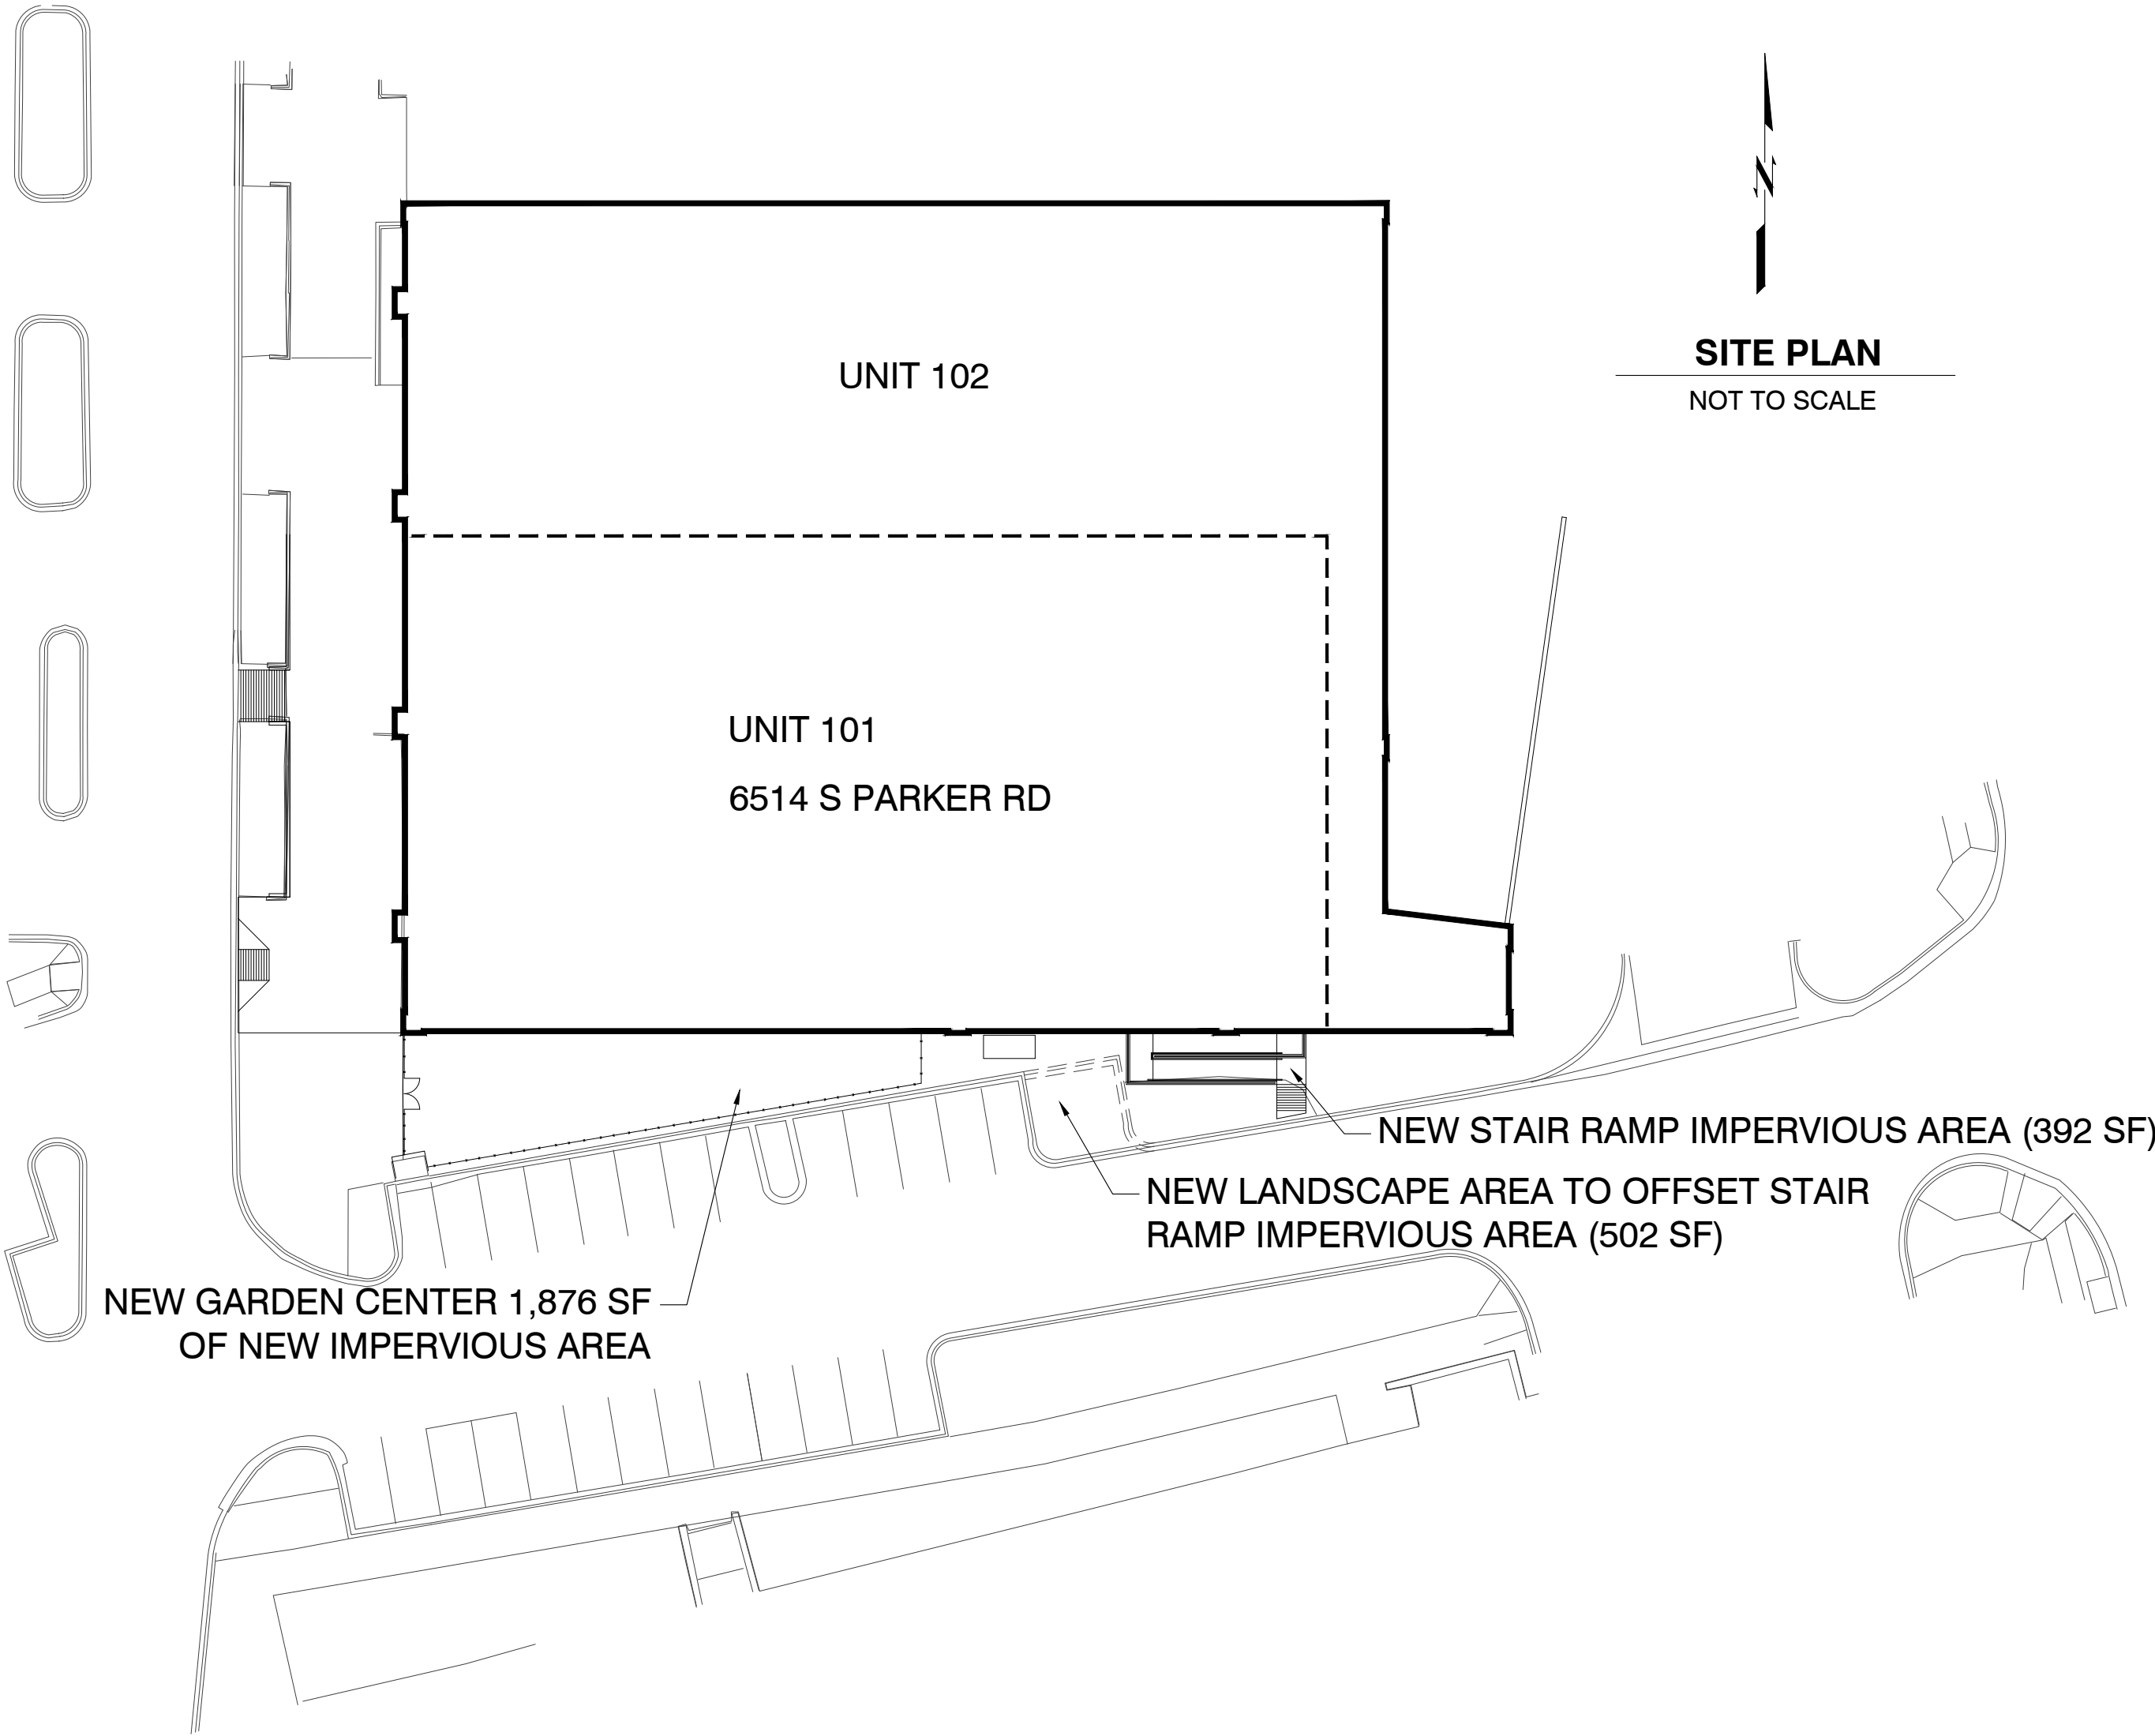 N
SITE PLAN
NOT TO SCALE
UNIT 102
UNIT 101
6514 S PARKER RD
NEW STAIR RAMP IMPERVIOUS AREA (392 SF)
NEW LANDSCAPE AREA TO OFFSET STAIR
RAMP IMPERVIOUS AREA (502 SF)
NEW GARDEN CENTER 1,876 SF
OF NEW IMPERVIOUS AREA